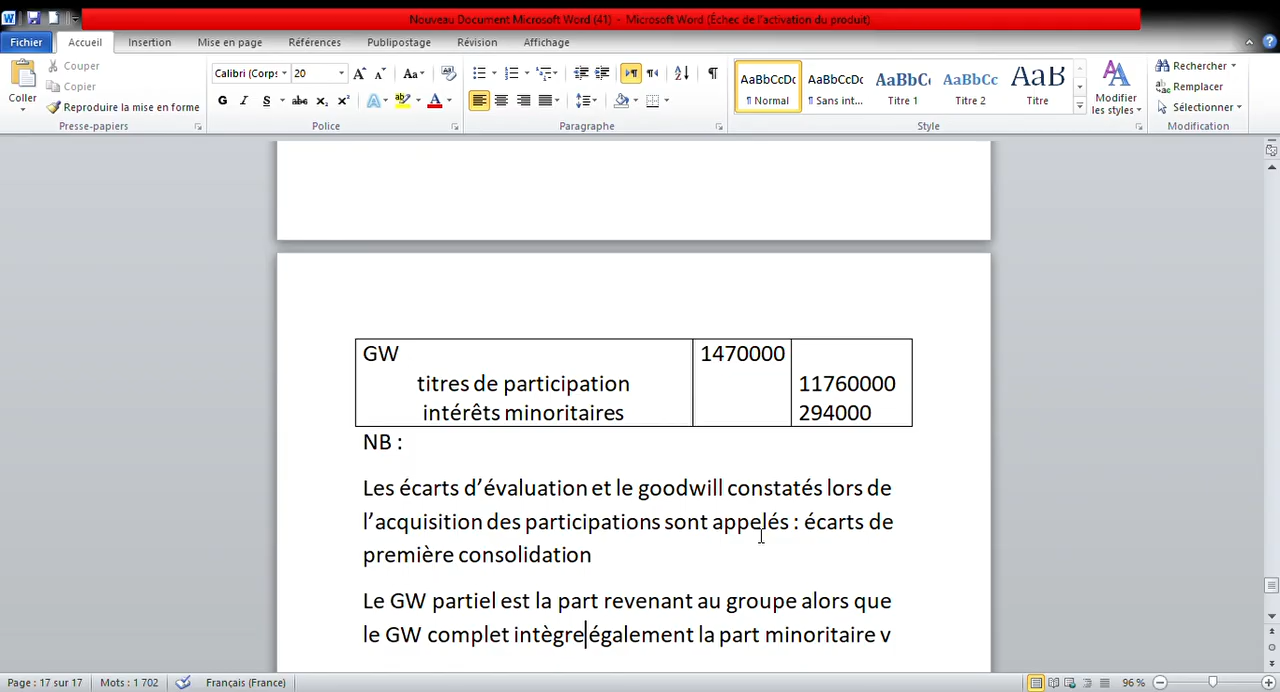 Nouveau Document Microsoft Word (41) - Microsoft Word (Échec de l'activation du produit)
Fichier Accueil Insertion Mise en page Références Publipostage Révision Affichage
Coller
Couper
Copier
Reproduire la mise en forme
Presse-papiers
Calibri (Corps 20
G I S abc x₂ x²
Police
Paragraphe
AaBbCcDc AaBbCcDc AaBbC AaBbCc AaB
¶ Normal ¶ Sans int... Titre 1 Titre 2 Titre
Modifier les styles
Style
Rechercher
Remplacer
Sélectionner
Modification
GW 1470000
titres de participation 11760000
intérêts minoritaires 294000
NB :
Les écarts d'évaluation et le goodwill constatés lors de
l'acquisition des participations sont appelés : écarts de
première consolidation
Le GW partiel est la part revenant au groupe alors que
le GW complet intègre également la part minoritaire v
Page : 17 sur 17 Mots : 1 702 Français (France) 96 %